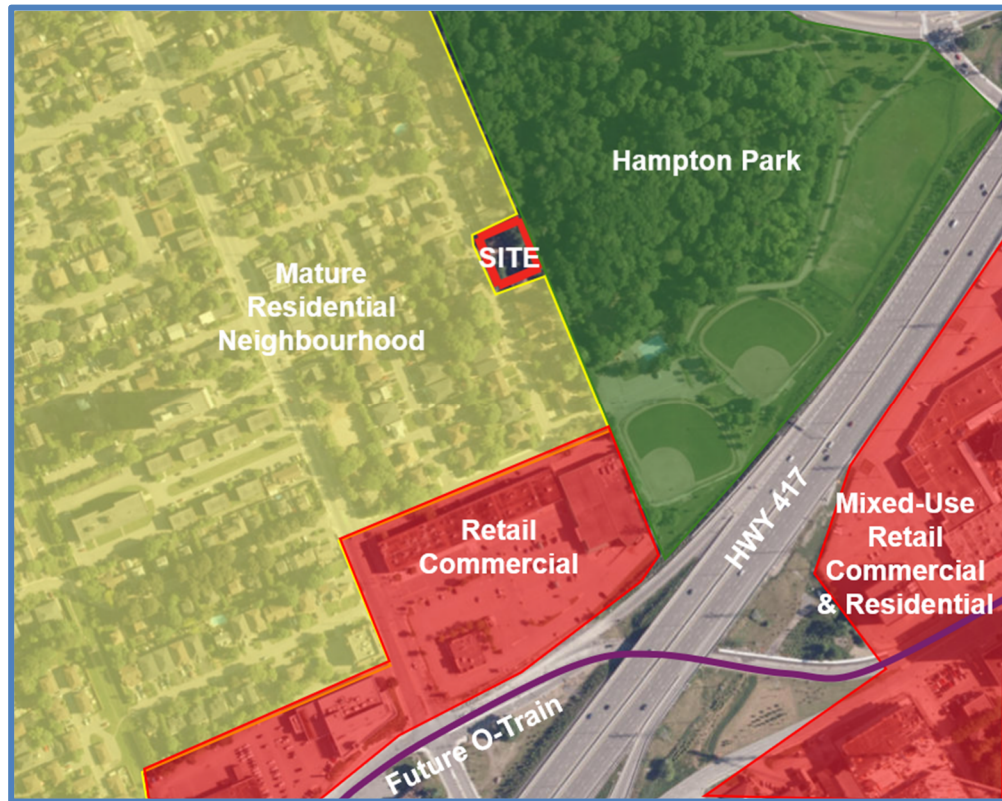 Hampton Park
SITE
Mature
Residential
Neighbourhood
Retail
Commercial
HWY 417
Mixed-Use
Retail
Commercial
& Residential
Future O-Train